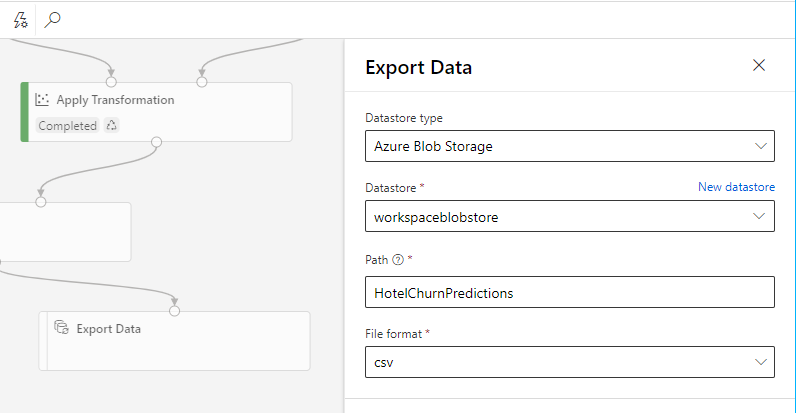 Apply Transformation
Completed
Export Data
Export Data
Datastore type
Azure Blob Storage
Datastore * New datastore
workspaceblobstore
Path ? *
HotelChurnPredictions
File format *
csv